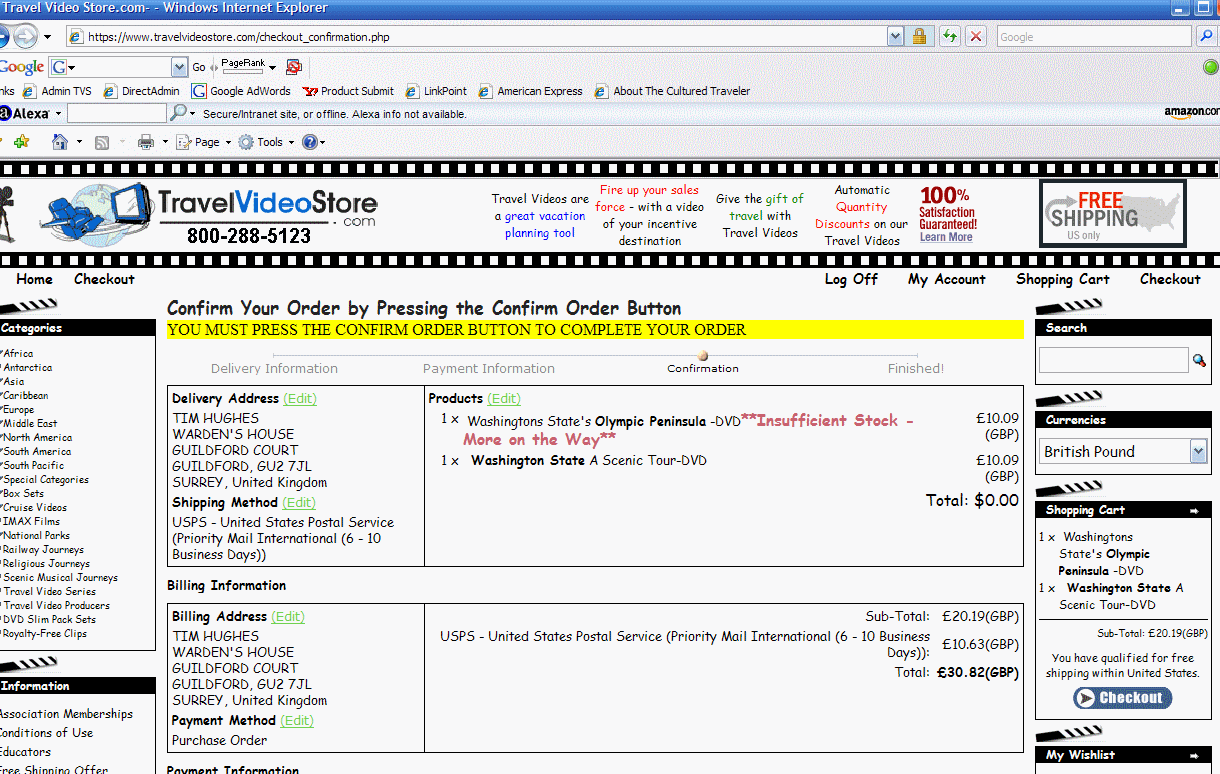 Travel Video Store.com- - Windows Internet Explorer
https://www.travelvideostore.com/checkout_confirmation.php
Google
Google G Go PageRank
nks Admin TVS DirectAdmin Google AdWords Product Submit LinkPoint American Express About The Cultured Traveler
Alexa Secure/Intranet site, or offline. Alexa info not available.
amazon.com
Page Tools
TravelVideoStore
.com
800-288-5123
Travel Videos are
a great vacation
planning tool
Fire up your sales
force - with a video
of your incentive
destination
Give the gift of
travel with
Travel Videos
Automatic
Quantity
Discounts on our
Travel Videos
100%
Satisfaction
Guaranteed!
Learn More
FREE
SHIPPING
US only
Home Checkout
Log Off My Account Shopping Cart Checkout
Categories
Africa
Antarctica
Asia
Caribbean
Europe
Middle East
North America
South America
South Pacific
Special Categories
Box Sets
Cruise Videos
IMAX Films
National Parks
Railway Journeys
Religious Journeys
Scenic Musical Journeys
Travel Video Series
Travel Video Producers
DVD Slim Pack Sets
Royalty-Free Clips
Information
Association Memberships
Conditions of Use
Educators
Free Shipping Offer
Confirm Your Order by Pressing the Confirm Order Button
YOU MUST PRESS THE CONFIRM ORDER BUTTON TO COMPLETE YOUR ORDER
Delivery Information Payment Information Confirmation Finished!
Delivery Address (Edit)
TIM HUGHES
WARDEN'S HOUSE
GUILDFORD COURT
GUILDFORD, GU2 7JL
SURREY, United Kingdom
Shipping Method (Edit)
USPS - United States Postal Service
(Priority Mail International (6 - 10
Business Days))
Products (Edit)
1 x Washingtons State's Olympic Peninsula -DVD**Insufficient Stock -
More on the Way**
£10.09
(GBP)
1 x Washington State A Scenic Tour-DVD
£10.09
(GBP)
Total: $0.00
Billing Information
Billing Address (Edit)
TIM HUGHES
WARDEN'S HOUSE
GUILDFORD COURT
GUILDFORD, GU2 7JL
SURREY, United Kingdom
Payment Method (Edit)
Purchase Order
Sub-Total: £20.19(GBP)
USPS - United States Postal Service (Priority Mail International (6 - 10 Business
Days)): £10.63(GBP)
Total: £30.82(GBP)
Payment Information
Search
Currencies
British Pound
Shopping Cart
1 x Washingtons
State's Olympic
Peninsula -DVD
1 x Washington State A
Scenic Tour-DVD
Sub-Total: £20.19(GBP)
You have qualified for free
shipping within United States.
Checkout
My Wishlist